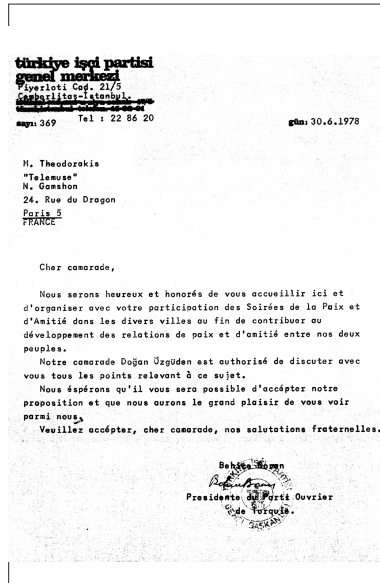 türkiye işçi partisi
genel merkezi
Piyerloti Cad. 21/5
Çemberlitaş-İstanbul.
Tel : 22 86 20
sayı: 369
gün: 30.6.1978
M. Theodorakis
"Telemuse"
N. Gamshon
24. Rue du Dragon
Paris 5
FRANCE
Cher camarade,
Nous serons heureux et honorés de vous accueillir ici et
d'organiser avec votre participation des Soirées de la Paix et
d'Amitié dans les divers villes au fin de contribuer au
développement des relations de paix et d'amitié entre nos deux
peuples.
Notre camarade Doğan Özgüden est authorisé de discuter avec
vous tous les points relevant à ce sujet.
Nous éspérons qu'il vous sera possible d'accépter notre
proposition et que nous aurons le grand plaisir de vous voir
parmi nous.
Veuillez accépter, cher camarade, nos salutations fraternelles.
Behice Boran
Presidente du Parti Ouvrier
de Turquie.